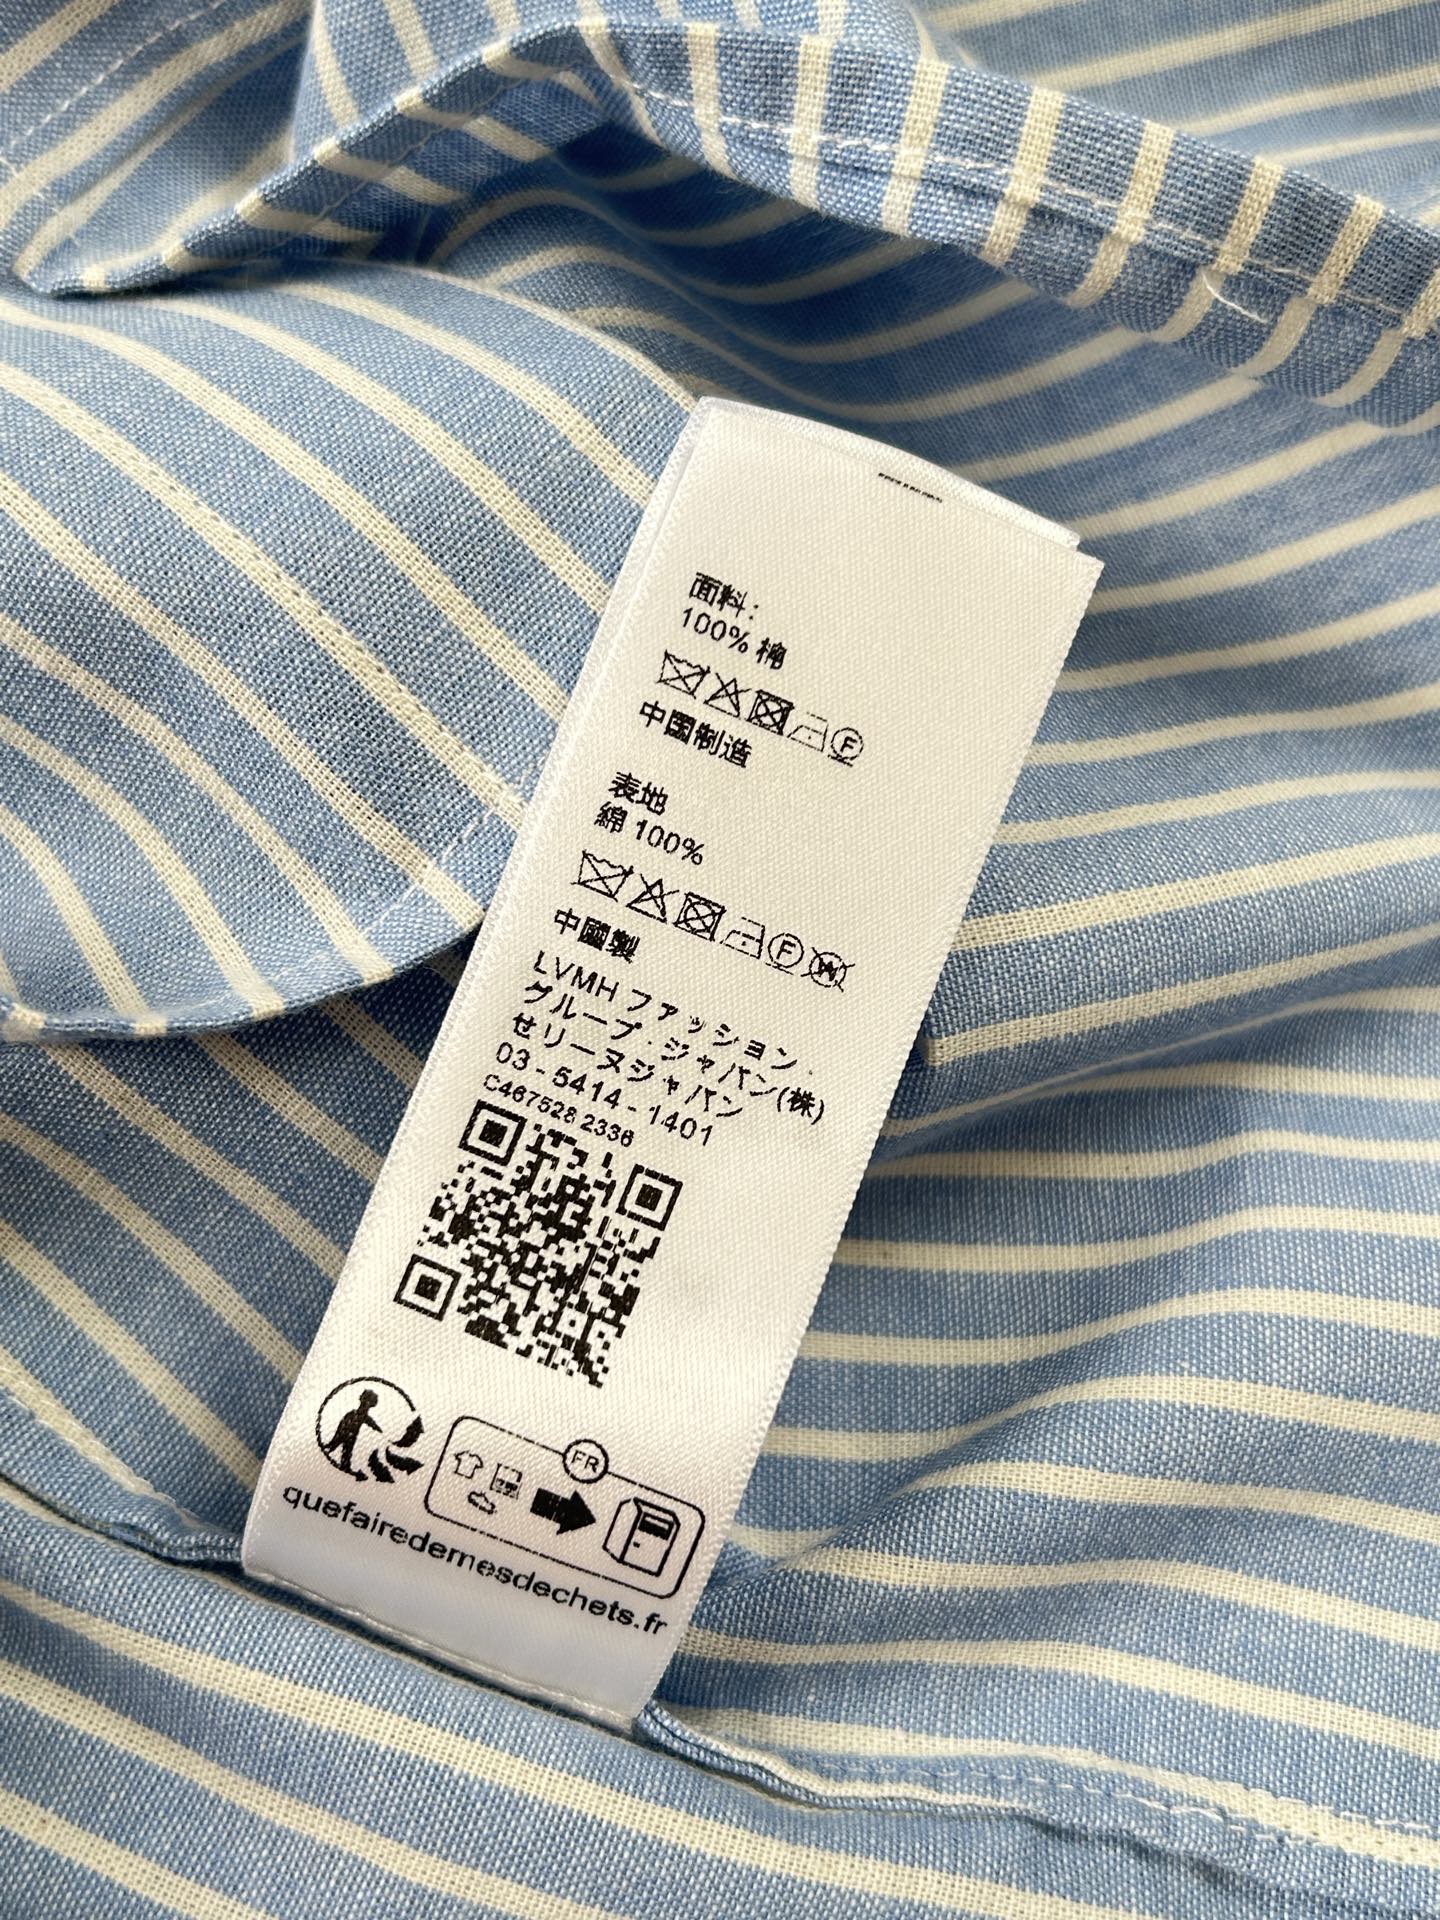 面料:
100% 棉
F
中国制造
表地
綿 100%
F W
中國製
LVMH ファッション.
グループ.ジャパン(株)
せリーヌジャパン
03 - 5414 - 1401
C467528 2336
FR
quefairedemesdechets.fr